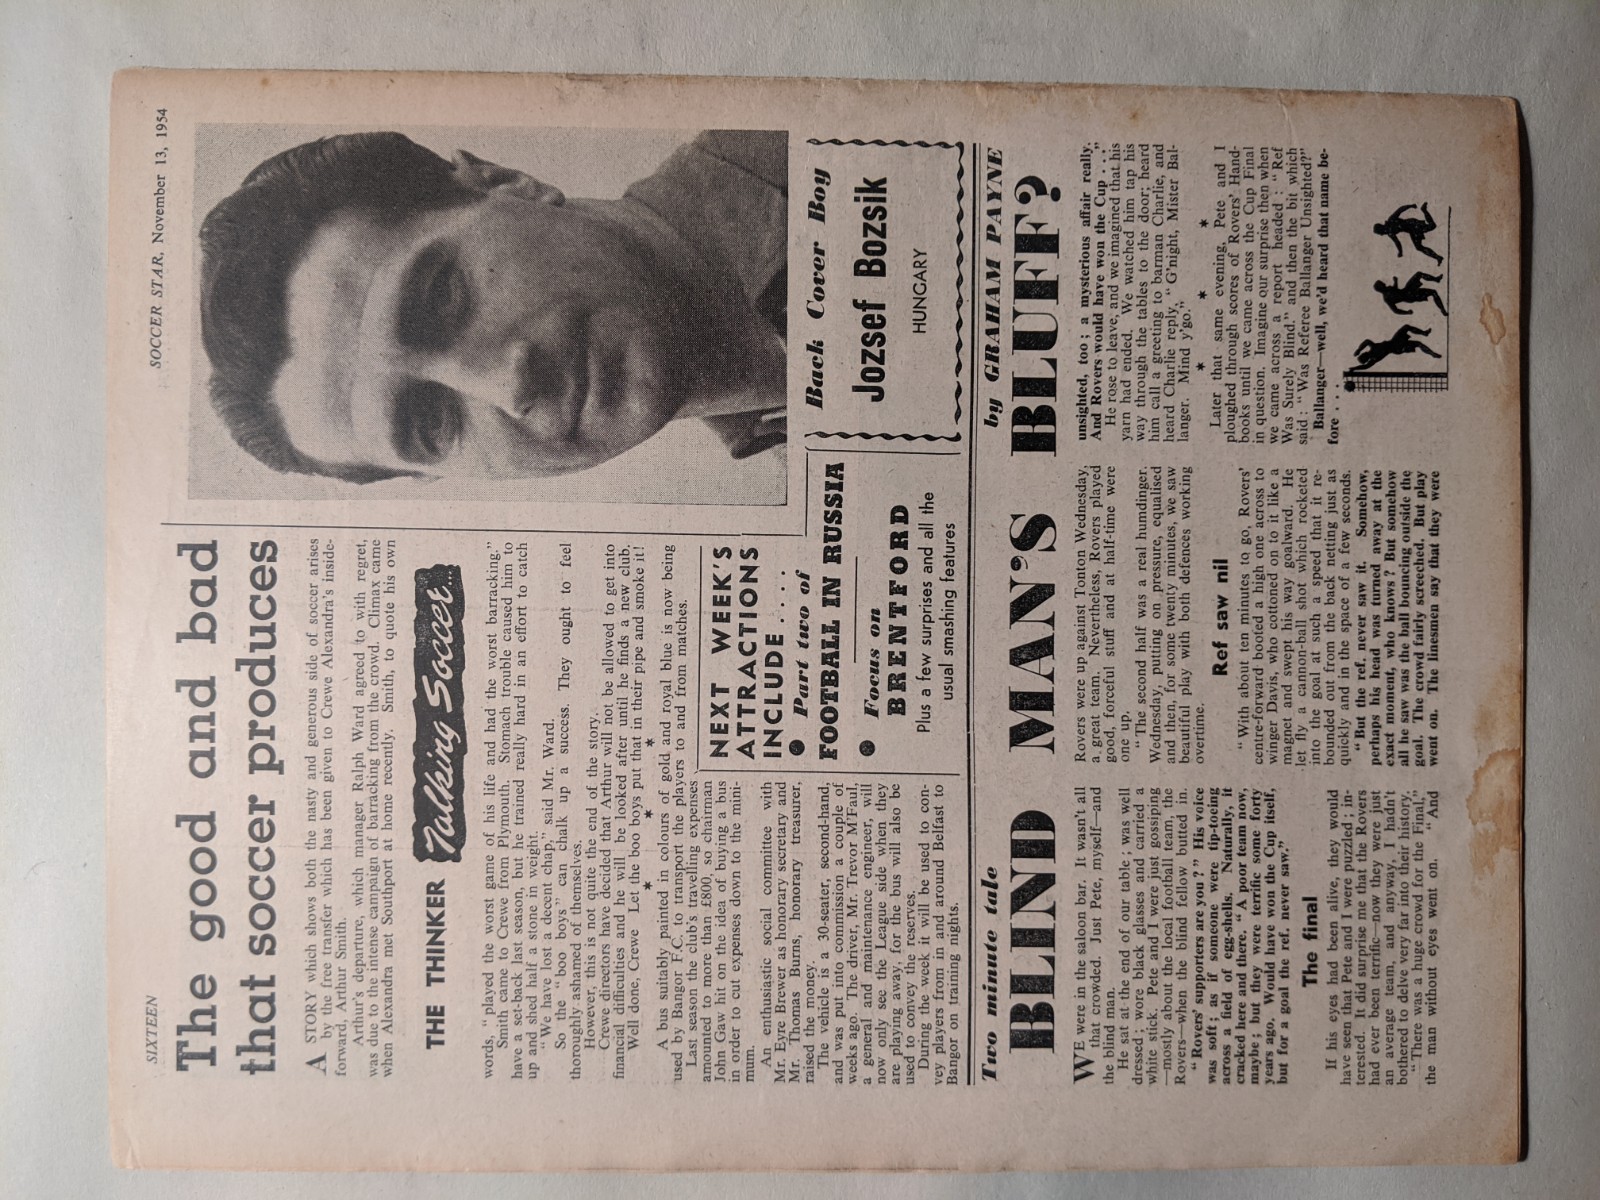 SIXTEEN
SOCCER STAR, November 13, 1954
The good and bad
that soccer produces
A STORY which shows both the nasty and generous side of soccer arises
by the free transfer which has been given to Crewe Alexandra's inside-
forward, Arthur Smith.
Arthur's departure, which manager Ralph Ward agreed to with regret,
was due to the intense campaign of barracking from the crowd. Climax came
when Alexandra met Southport at home recently. Smith, to quote his own
THE THINKER
Talking Soccer...
words, "played the worst game of his life and had the worst barracking."
Smith came to Crewe from Plymouth. Stomach trouble caused him to
have a set-back last season, but he trained really hard in an effort to catch
up and shed half a stone in weight.
"We have lost a decent chap," said Mr. Ward.
So the "boo boys" can chalk up a success. They ought to feel
thoroughly ashamed of themselves.
However, this is not quite the end of the story.
Crewe directors have decided that Arthur will not be allowed to get into
financial difficulties and he will be looked after until he finds a new club.
Well done, Crewe. Let the boo boys put that in their pipe and smoke it!
* * *
A bus suitably painted in colours of gold and royal blue is now being
used by Bangor F.C. to transport the players to and from matches.
Last season the club's travelling expenses
amounted to more than £800, so chairman
John Gaw hit on the idea of buying a bus
in order to cut expenses down to the mini-
mum.
An enthusiastic social committee with
Mr. Eyre Brewer as honorary secretary and
Mr. Thomas Burns, honorary treasurer,
raised the money.
The vehicle is a 30-seater, second-hand,
and was put into commission a couple of
weeks ago. The driver, Mr. Trevor M'Faul,
a general and maintenance engineer, will
now only see the League side when they
are playing away, for the bus will also be
used to convey the reserves.
During the week it will be used to con-
vey players from in and around Belfast to
Bangor on training nights.
NEXT WEEK'S
ATTRACTIONS
INCLUDE . . . .
● Part two of
FOOTBALL IN RUSSIA
● Focus on
BRENTFORD
Plus a few surprises and all the
usual smashing features
Back Cover Boy
Jozsef Bozsik
HUNGARY
Two minute tale
by GRAHAM PAYNE
BLIND MAN'S BLUFF?
WE were in the saloon bar. It wasn't all
that crowded. Just Pete, myself—and
the blind man.
He sat at the end of our table; was well
dressed; wore black glasses and carried a
white stick. Pete and I were just gossiping
—mostly about the local football team, the
Rovers—when the blind fellow butted in.
"Rovers' supporters are you?" His voice
was soft; as if someone were tip-toeing
across a field of egg-shells. Naturally, it
cracked here and there. "A poor team now,
maybe; but they were terrific some forty
years ago. Would have won the Cup itself,
but for a goal the ref. never saw."
The final
If his eyes had been alive, they would
have seen that Pete and I were puzzled; in-
terested. It did surprise me that the Rovers
had ever been terrific—now they were just
an average team, and anyway, I hadn't
bothered to delve very far into their history.
"There was a huge crowd for the Final,"
the man without eyes went on. "And
Rovers were up against Tonton Wednesday,
a great team. Nevertheless, Rovers played
good, forceful stuff and at half-time were
one up.
"The second half was a real humdinger.
Wednesday, putting on pressure, equalised
and then, for some twenty minutes, we saw
beautiful play with both defences working
overtime.
Ref saw nil
"With about ten minutes to go, Rovers'
centre-forward booted a high one across to
winger Davis, who cottoned on to it like a
magnet and swept his way goalward. He
let fly a cannon-ball shot which rocketed
into the goal at such a speed that it re-
bounded out from the back netting just as
quickly and in the space of a few seconds.
"But the ref. never saw it. Somehow,
perhaps his head was turned away at the
exact moment, who knows? But somehow
all he saw was the ball bouncing outside the
goal. The crowd fairly screeched. But play
went on. The linesmen say that they were
unsighted, too; a mysterious affair really.
And Rovers would have won the Cup . . ."
He rose to leave, and we imagined that his
yarn had ended. We watched him tap his
way through the tables to the door; heard
him call a greeting to barman Charlie, and
heard Charlie reply, "G'night, Mister Bal-
langer. Mind y'go."
* * *
Later that same evening, Pete and I
ploughed through scores of Rovers' Hand-
books until we came across the Cup Final
in question. Imagine our surprise then when
we came across a report headed: "Ref
Was Surely Blind." and then the bit which
said: "Was Referee Ballanger Unsighted?"
Ballanger—well, we'd heard that name be-
fore . . . .